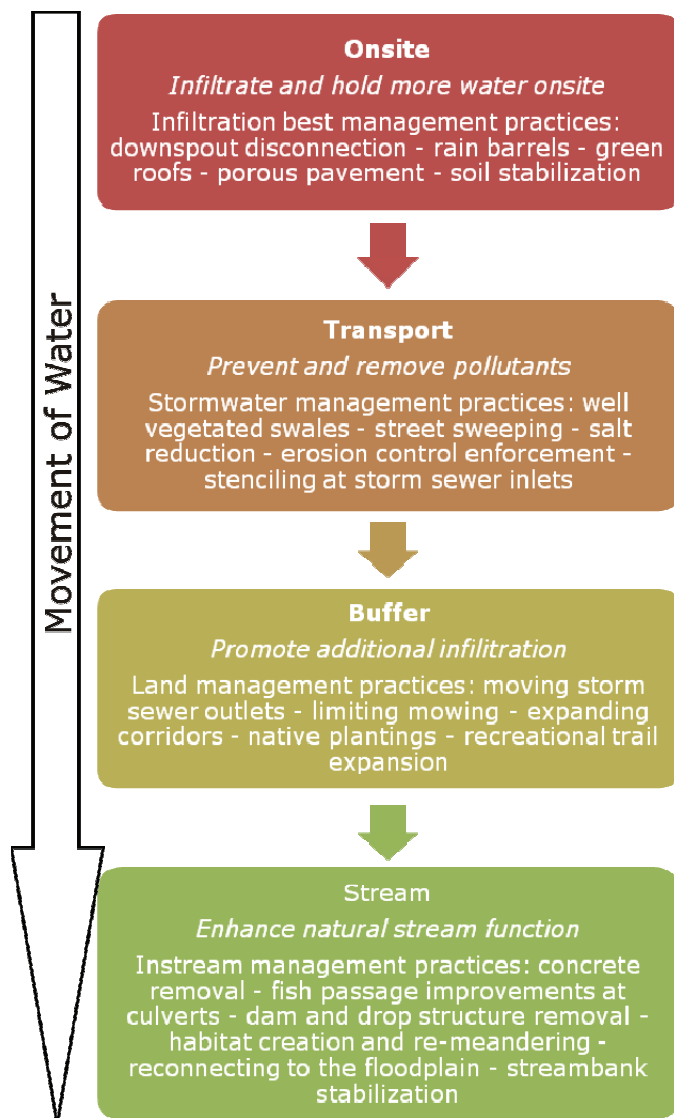 Movement of Water
Onsite
Infiltrate and hold more water onsite
Infiltration best management practices:
downspout disconnection - rain barrels - green
roofs - porous pavement - soil stabilization
Transport
Prevent and remove pollutants
Stormwater management practices: well
vegetated swales - street sweeping - salt
reduction - erosion control enforcement -
stenciling at storm sewer inlets
Buffer
Promote additional infilitration
Land management practices: moving storm
sewer outlets - limiting mowing - expanding
corridors - native plantings - recreational trail
expansion
Stream
Enhance natural stream function
Instream management practices: concrete
removal - fish passage improvements at
culverts - dam and drop structure removal -
habitat creation and re-meandering -
reconnecting to the floodplain - streambank
stabilization